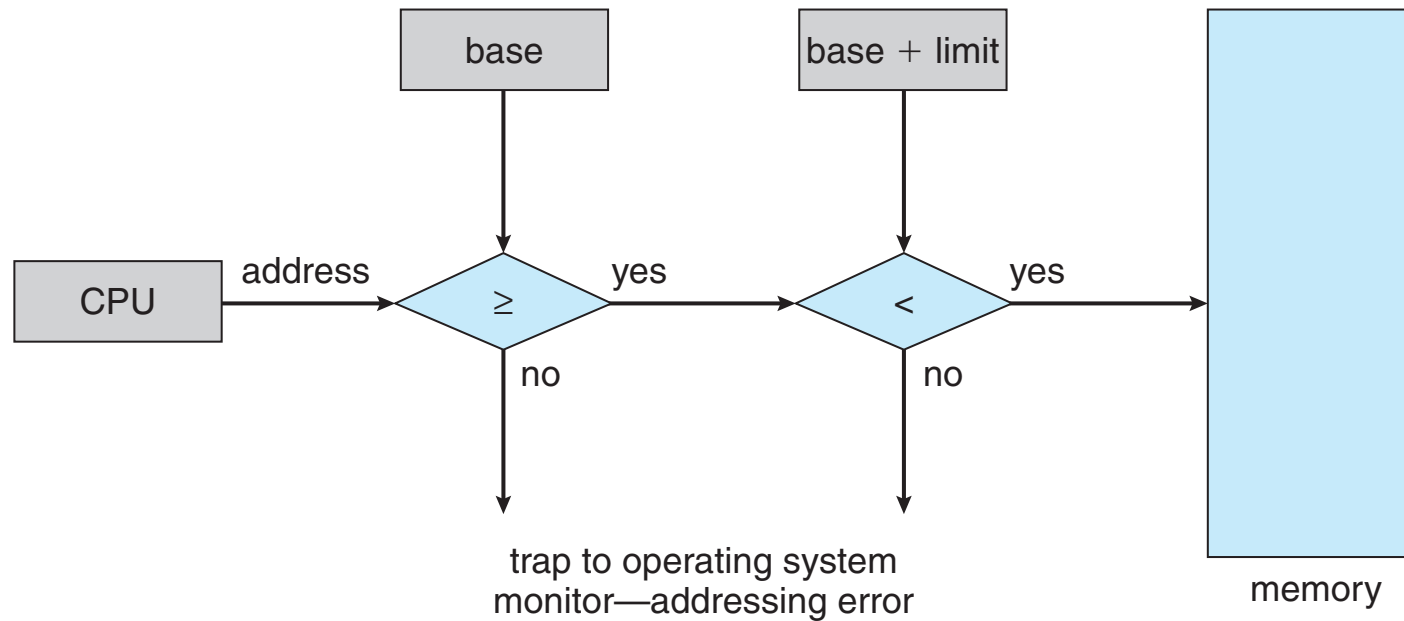 base
base + limit
CPU
address
≥
yes
<
yes
no
no
trap to operating system
monitor—addressing error
memory